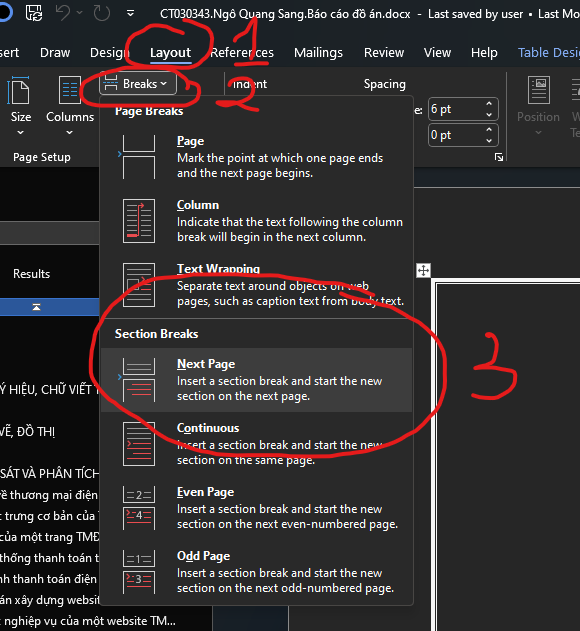 CT030343.Ngô Quang Sang.Báo cáo đồ án.docx • Last saved by user • Last Mo
sert Draw Design Layout References Mailings Review View Help Table Design
1
Breaks
2
Indent Spacing
Size Columns
6 pt
0 pt
Position
Page Setup
Page Breaks
Page
Mark the point at which one page ends
and the next page begins.
Column
Indicate that the text following the column
break will begin in the next column.
Text Wrapping
Separate text around objects on web
pages, such as caption text from body text.
Section Breaks
Next Page
Insert a section break and start the new
section on the next page.
3
Continuous
Insert a section break and start the new
section on the same page.
Even Page
Insert a section break and start the new
section on the next even-numbered page.
Odd Page
Insert a section break and start the new
section on the next odd-numbered page.
Results
Ý HIỆU, CHỮ VIẾT T
VẼ, ĐỒ THỊ
SÁT VÀ PHÂN TÍCH
về thương mại điện
t trưng cơ bản của T
của một trang TMĐ
thống thanh toán t
nh thanh toán điện
án xây dựng websit
nghiệp vụ của một website TM...